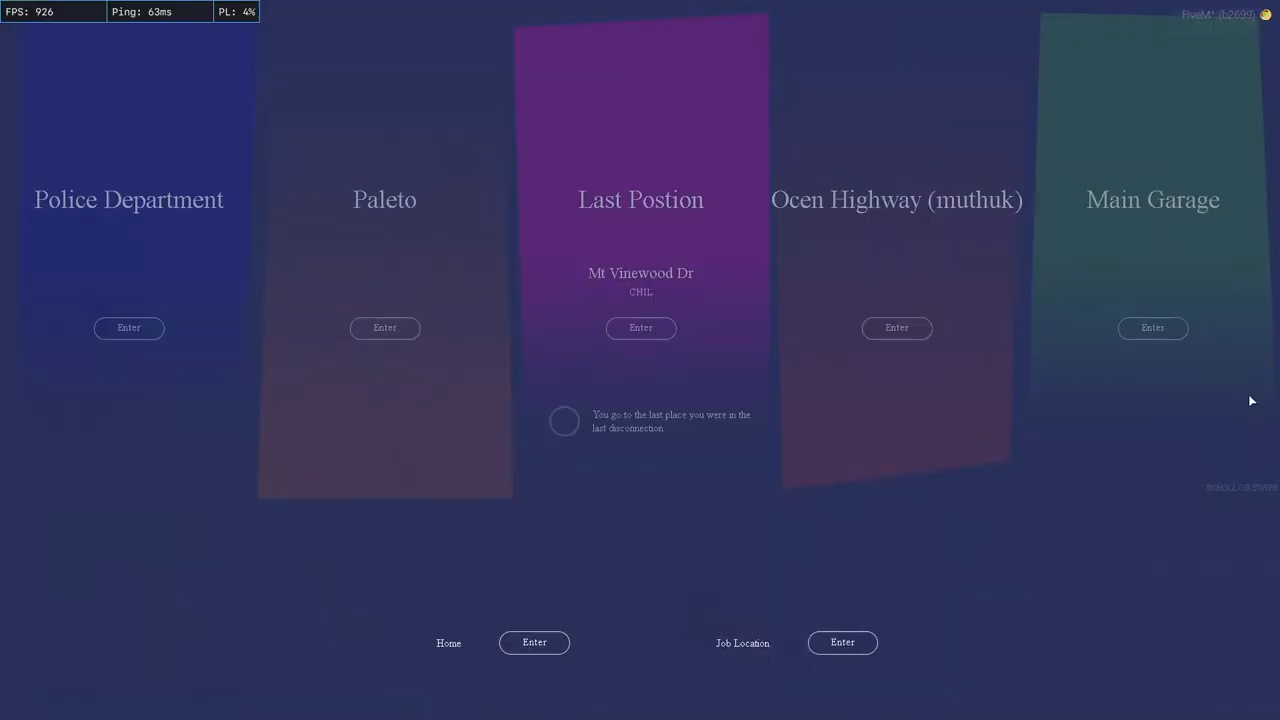 FPS: 926 Ping: 63ms PL: 4%
FiveM* (b2699)
Police Department
Paleto
Last Postion
Ocen Highway (muthuk)
Main Garage
Mt Vinewood Dr
CHIL
Enter
Enter
Enter
Enter
Enter
You go to the last place you were in the
last disconnection
Home
Enter
Job Location
Enter